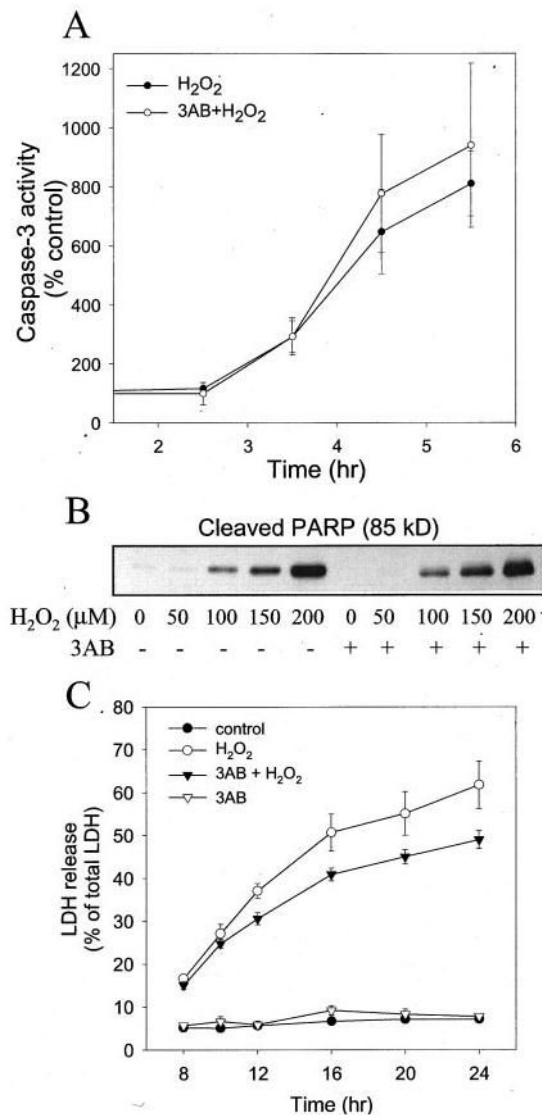 A
1200
1000
800
600
400
200
0
H₂O₂
3AB+H₂O₂
Caspase-3 activity
(% control)
2 3 4 5 6
Time (hr)
B
Cleaved PARP (85 kD)
H₂O₂ (μM) 0 50 100 150 200 0 50 100 150 200
3AB - - - - - + + + + +
C
80
70
60
50
40
30
20
10
0
control
H₂O₂
3AB + H₂O₂
3AB
LDH release
(% of total LDH)
8 12 16 20 24
Time (hr)